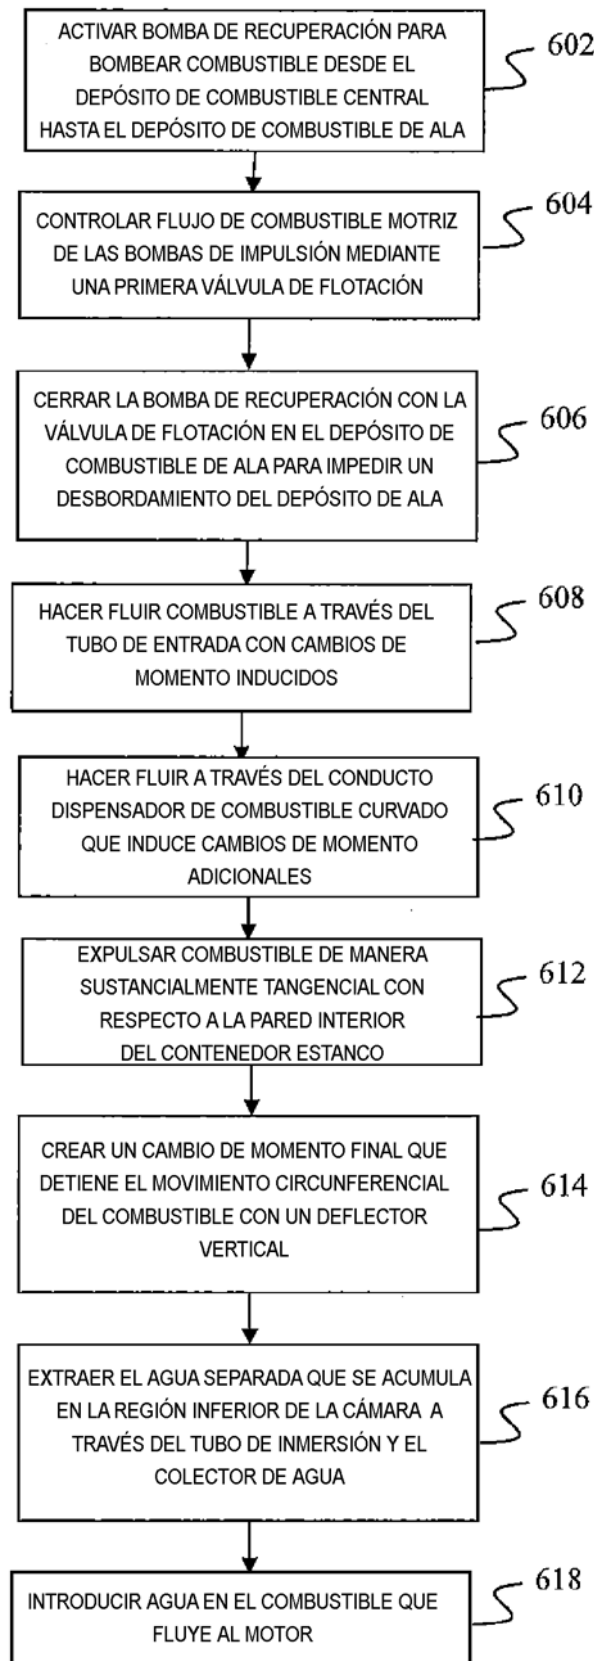 ACTIVAR BOMBA DE RECUPERACIÓN PARA
BOMBEAR COMBUSTIBLE DESDE EL
DEPÓSITO DE COMBUSTIBLE CENTRAL
HASTA EL DEPÓSITO DE COMBUSTIBLE DE ALA
602
CONTROLAR FLUJO DE COMBUSTIBLE MOTRIZ
DE LAS BOMBAS DE IMPULSIÓN MEDIANTE
UNA PRIMERA VÁLVULA DE FLOTACIÓN
604
CERRAR LA BOMBA DE RECUPERACIÓN CON LA
VÁLVULA DE FLOTACIÓN EN EL DEPÓSITO DE
COMBUSTIBLE DE ALA PARA IMPEDIR UN
DESBORDAMIENTO DEL DEPÓSITO DE ALA
606
HACER FLUIR COMBUSTIBLE A TRAVÉS DEL
TUBO DE ENTRADA CON CAMBIOS DE
MOMENTO INDUCIDOS
608
HACER FLUIR A TRAVÉS DEL CONDUCTO
DISPENSADOR DE COMBUSTIBLE CURVADO
QUE INDUCE CAMBIOS DE MOMENTO
ADICIONALES
610
EXPULSAR COMBUSTIBLE DE MANERA
SUSTANCIALMENTE TANGENCIAL CON
RESPECTO A LA PARED INTERIOR
DEL CONTENEDOR ESTANCO
612
CREAR UN CAMBIO DE MOMENTO FINAL QUE
DETIENE EL MOVIMIENTO CIRCUNFERENCIAL
DEL COMBUSTIBLE CON UN DEFLECTOR
VERTICAL
614
EXTRAER EL AGUA SEPARADA QUE SE ACUMULA
EN LA REGIÓN INFERIOR DE LA CÁMARA A
TRAVÉS DEL TUBO DE INMERSIÓN Y EL
COLECTOR DE AGUA
616
INTRODUCIR AGUA EN EL COMBUSTIBLE QUE
FLUYE AL MOTOR
618